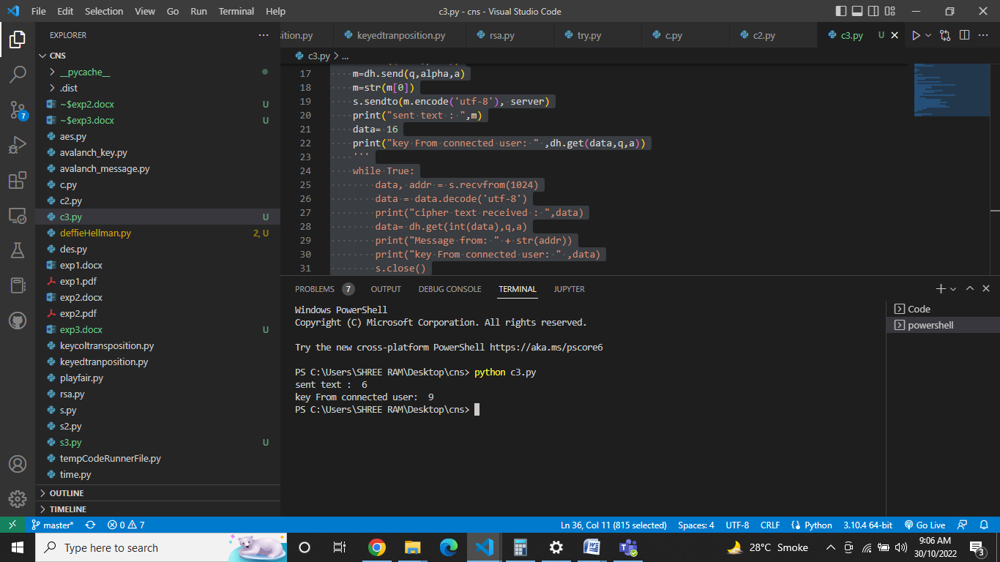 File Edit Selection View Go Run Terminal Help c3.py - cns - Visual Studio Code
EXPLORER
CNS
__pycache__
.dist
~$exp2.docx U
~$exp3.docx U
aes.py
avalanch_key.py
avalanch_message.py
c.py
c2.py
c3.py U
deffieHellman.py 2, U
des.py
exp1.docx
exp1.pdf
exp2.docx
exp2.pdf
exp3.docx U
keycoltransposition.py
keyedtranposition.py
playfair.py
rsa.py
s.py
s2.py
s3.py U
tempCodeRunnerFile.py
time.py
OUTLINE
TIMELINE
7
sition.py keyedtranposition.py rsa.py try.py c.py c2.py c3.py U
c3.py > ...
17 m=dh.send(q,alpha,a)
18 m=str(m[0])
19 s.sendto(m.encode('utf-8'), server)
20 print("sent text : ",m)
21 data= 16
22 print("key From connected user: " ,dh.get(data,q,a))
23 '''
24 while True:
25 data, addr = s.recvfrom(1024)
26 data = data.decode('utf-8')
27 print("cipher text received : ",data)
28 data= dh.get(int(data),q,a)
29 print("Message from: " + str(addr))
30 print("key From connected user: " ,data)
31 s.close()
PROBLEMS 7 OUTPUT DEBUG CONSOLE TERMINAL JUPYTER
Windows PowerShell
Copyright (C) Microsoft Corporation. All rights reserved.
Try the new cross-platform PowerShell https://aka.ms/pscore6
PS C:\Users\SHREE RAM\Desktop\cns> python c3.py
sent text :  6
key From connected user:  9
PS C:\Users\SHREE RAM\Desktop\cns>
Code
powershell
master* 0 7 Ln 36, Col 11 (815 selected) Spaces: 4 UTF-8 CRLF Python 3.10.4 64-bit Go Live
Type here to search 28°C Smoke 9:06 AM
30/10/2022 3